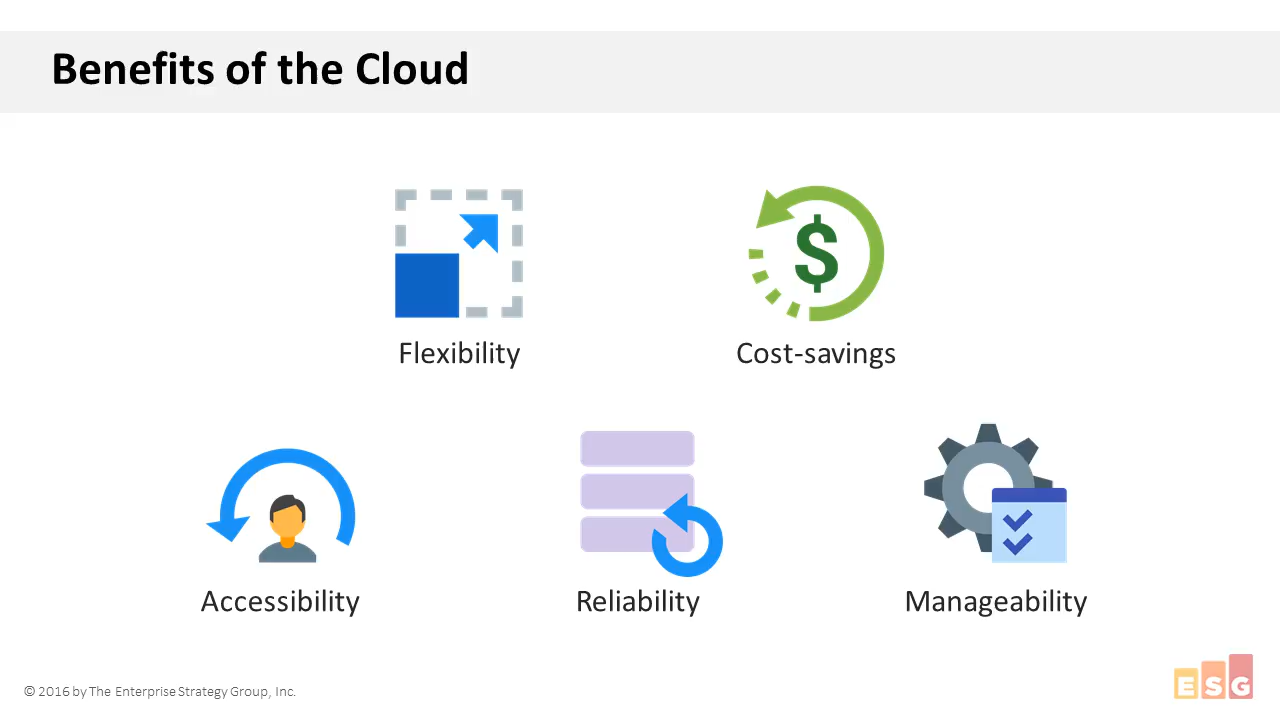 Benefits of the Cloud
$
Flexibility
Cost-savings
Accessibility
Reliability
Manageability
© 2016 by The Enterprise Strategy Group, Inc.
ESG